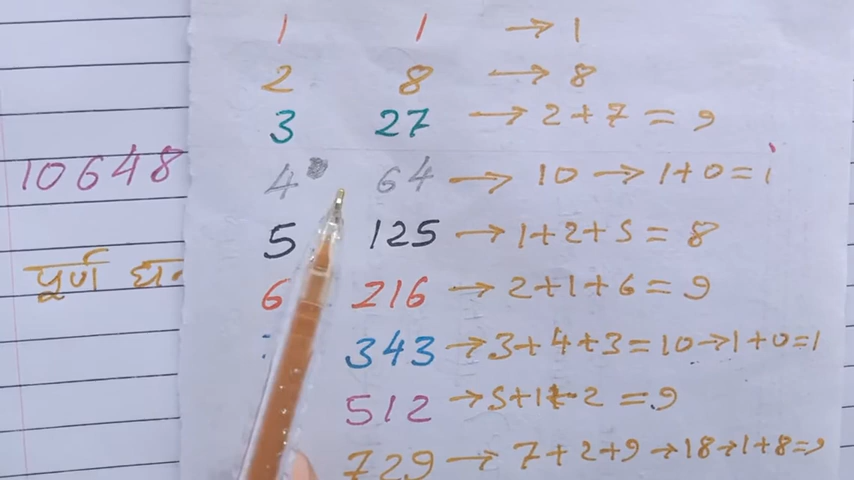 1 1 → 1
2 8 → 8
3 27 → 2+7=9
4 64 → 10 → 1+0=1
5 125 → 1+2+5=8
6 216 → 2+1+6=9
343 → 3+4+3=10→1+0=1
512 → 5+1+2=9
729 → 7+2+9→18→1+8=9
10648
पूर्ण घन